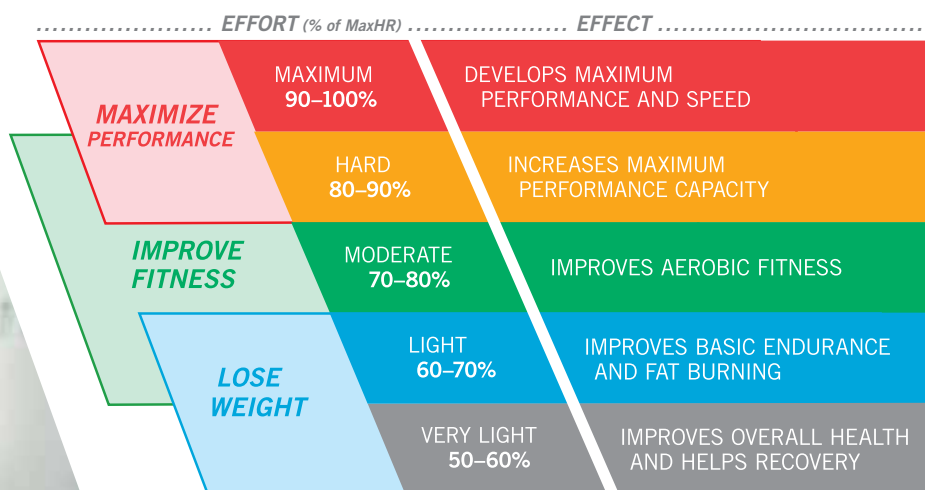 EFFORT (% of MaxHR)
EFFECT
MAXIMIZE
PERFORMANCE
MAXIMUM
90–100%
DEVELOPS MAXIMUM
PERFORMANCE AND SPEED
HARD
80–90%
INCREASES MAXIMUM
PERFORMANCE CAPACITY
IMPROVE
FITNESS
MODERATE
70–80%
IMPROVES AEROBIC FITNESS
LOSE
WEIGHT
LIGHT
60–70%
IMPROVES BASIC ENDURANCE
AND FAT BURNING
VERY LIGHT
50–60%
IMPROVES OVERALL HEALTH
AND HELPS RECOVERY